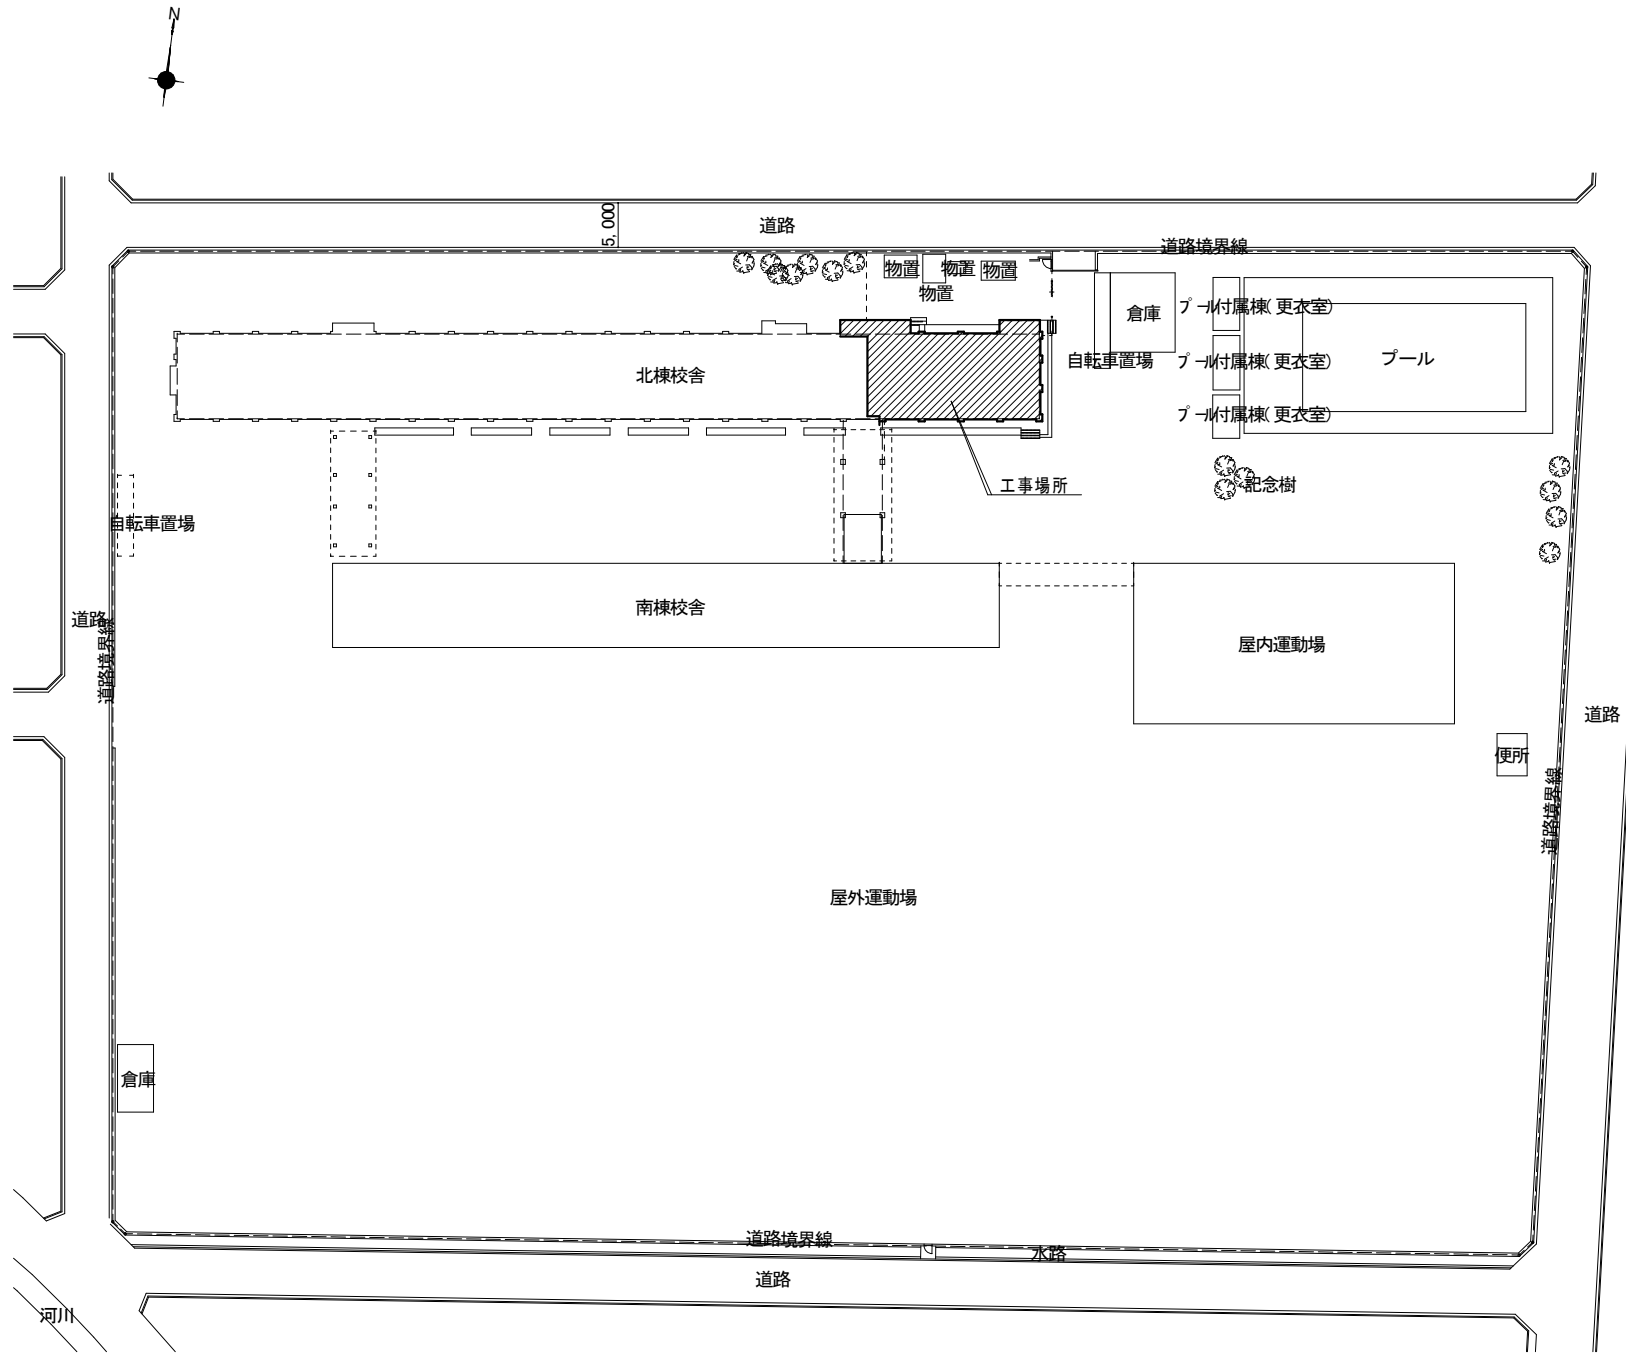 N
5,000
道路
道路境界線
物置
物置
物置
物置
倉庫
プール付属棟(更衣室)
北棟校舎
自転車置場
プール付属棟(更衣室)
プール
プール付属棟(更衣室)
工事場所
記念樹
自転車置場
道路
道路境界線
南棟校舎
屋内運動場
道路
便所
道路境界線
屋外運動場
倉庫
道路境界線
水路
道路
河川